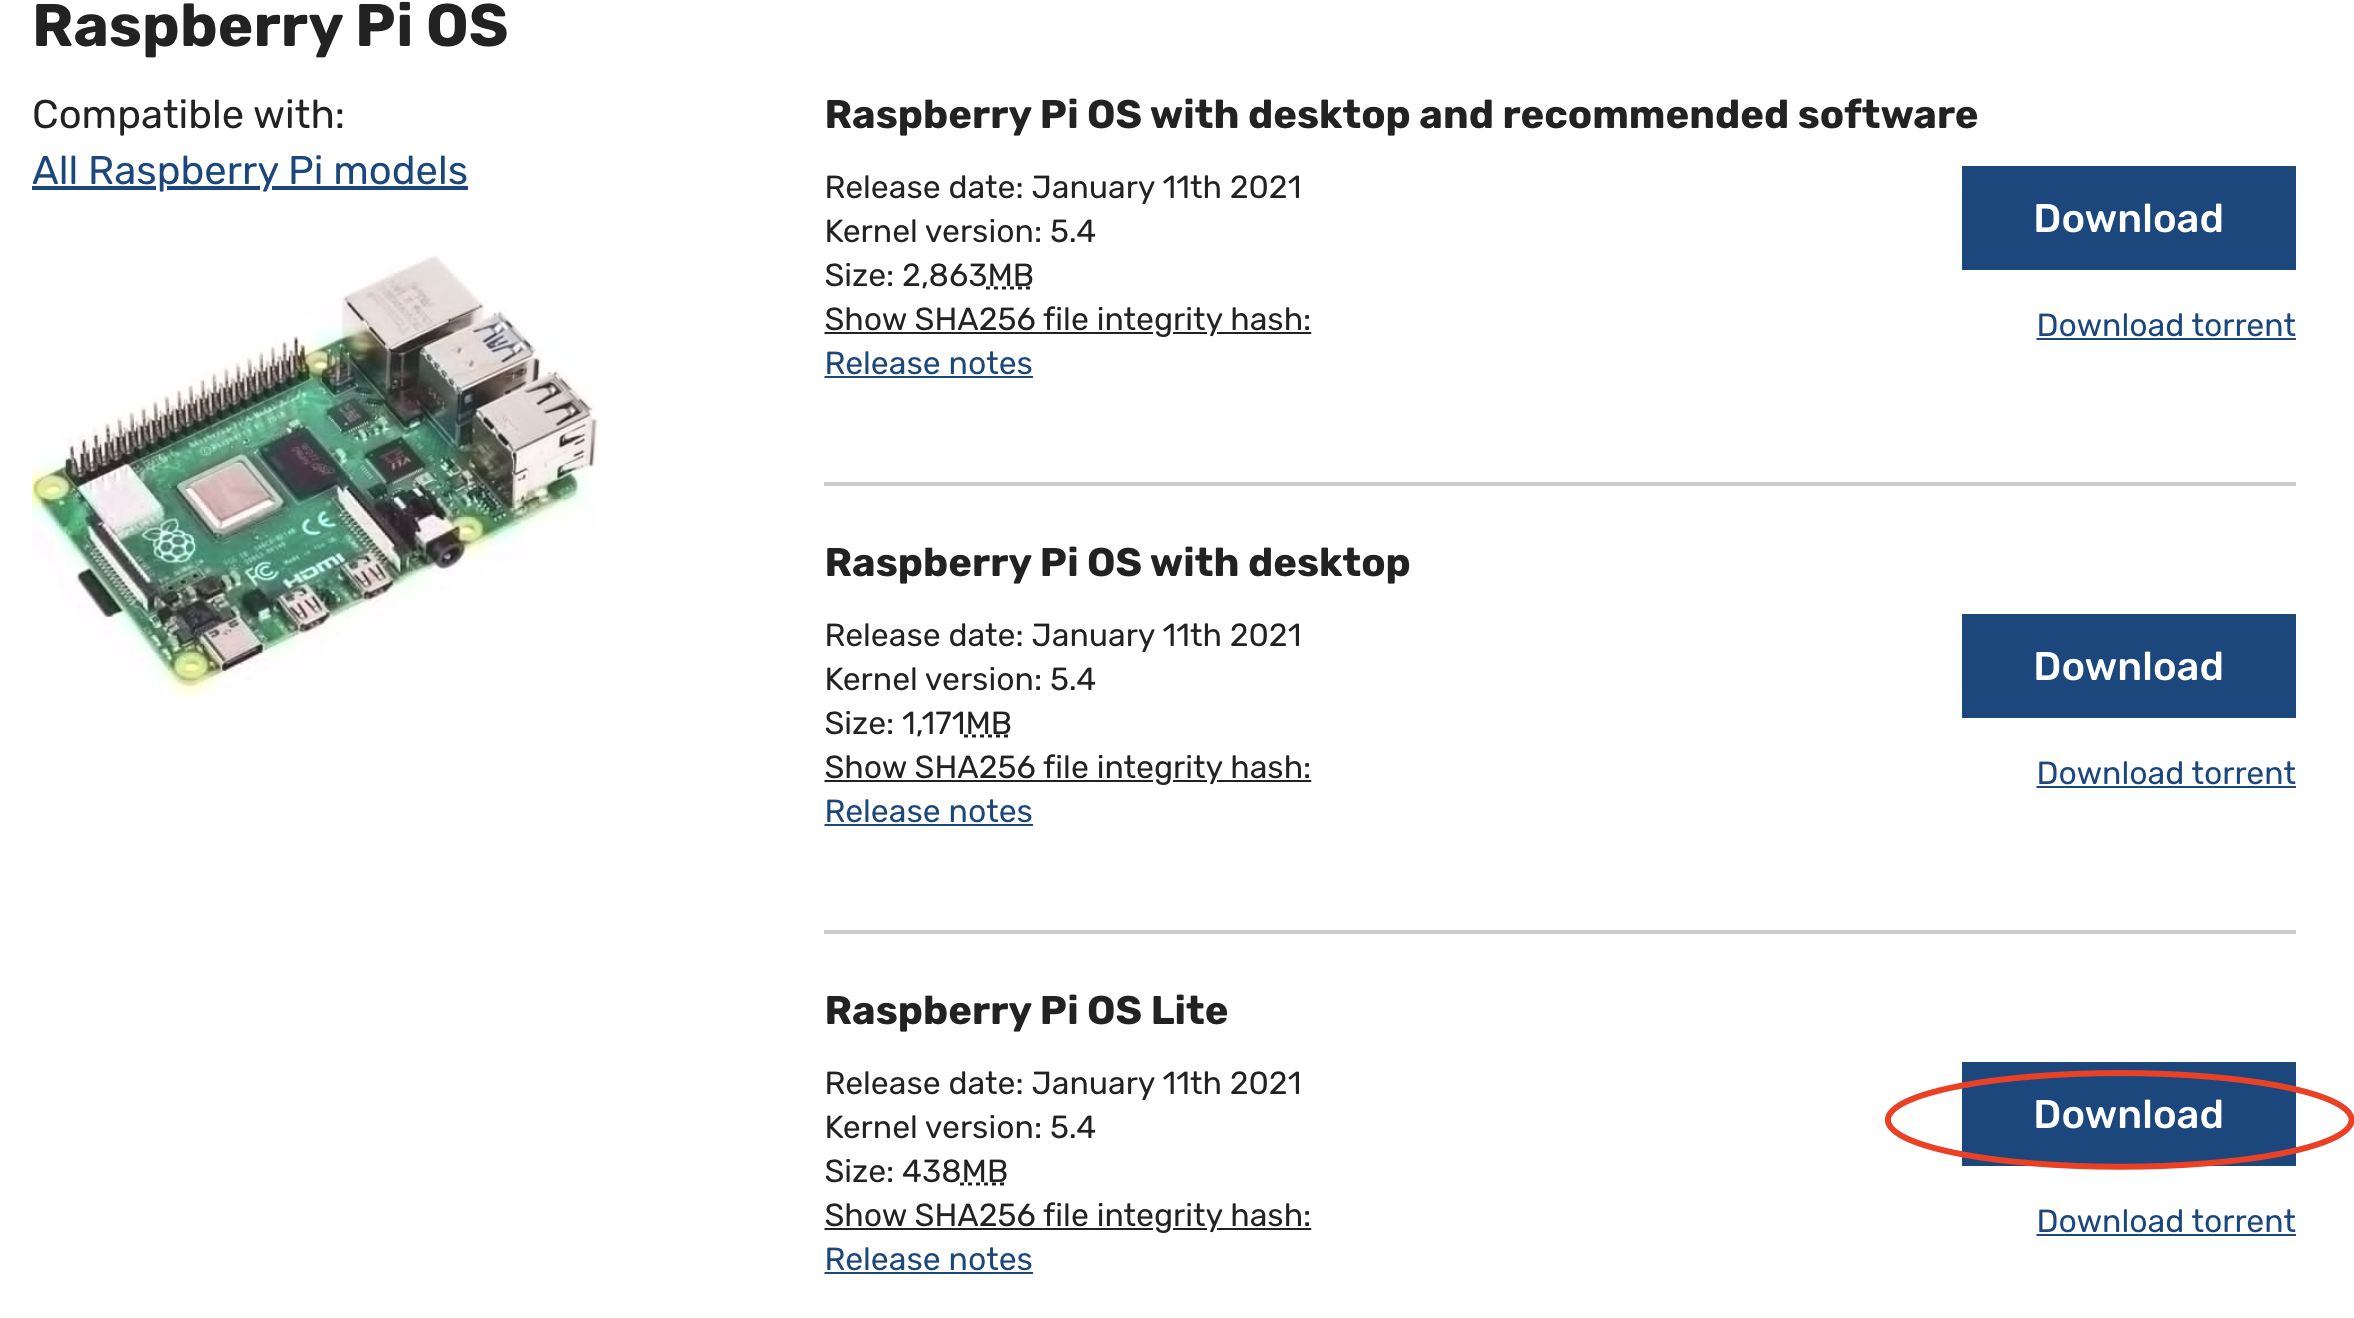 Raspberry Pi OS
Compatible with:
All Raspberry Pi models
HDMI
Raspberry Pi OS with desktop and recommended software
Release date: January 11th 2021
Kernel version: 5.4
Size: 2,863MB
Show SHA256 file integrity hash:
Release notes
Download
Download torrent
Raspberry Pi OS with desktop
Release date: January 11th 2021
Kernel version: 5.4
Size: 1,171MB
Show SHA256 file integrity hash:
Release notes
Download
Download torrent
Raspberry Pi OS Lite
Release date: January 11th 2021
Kernel version: 5.4
Size: 438MB
Show SHA256 file integrity hash:
Release notes
Download
Download torrent